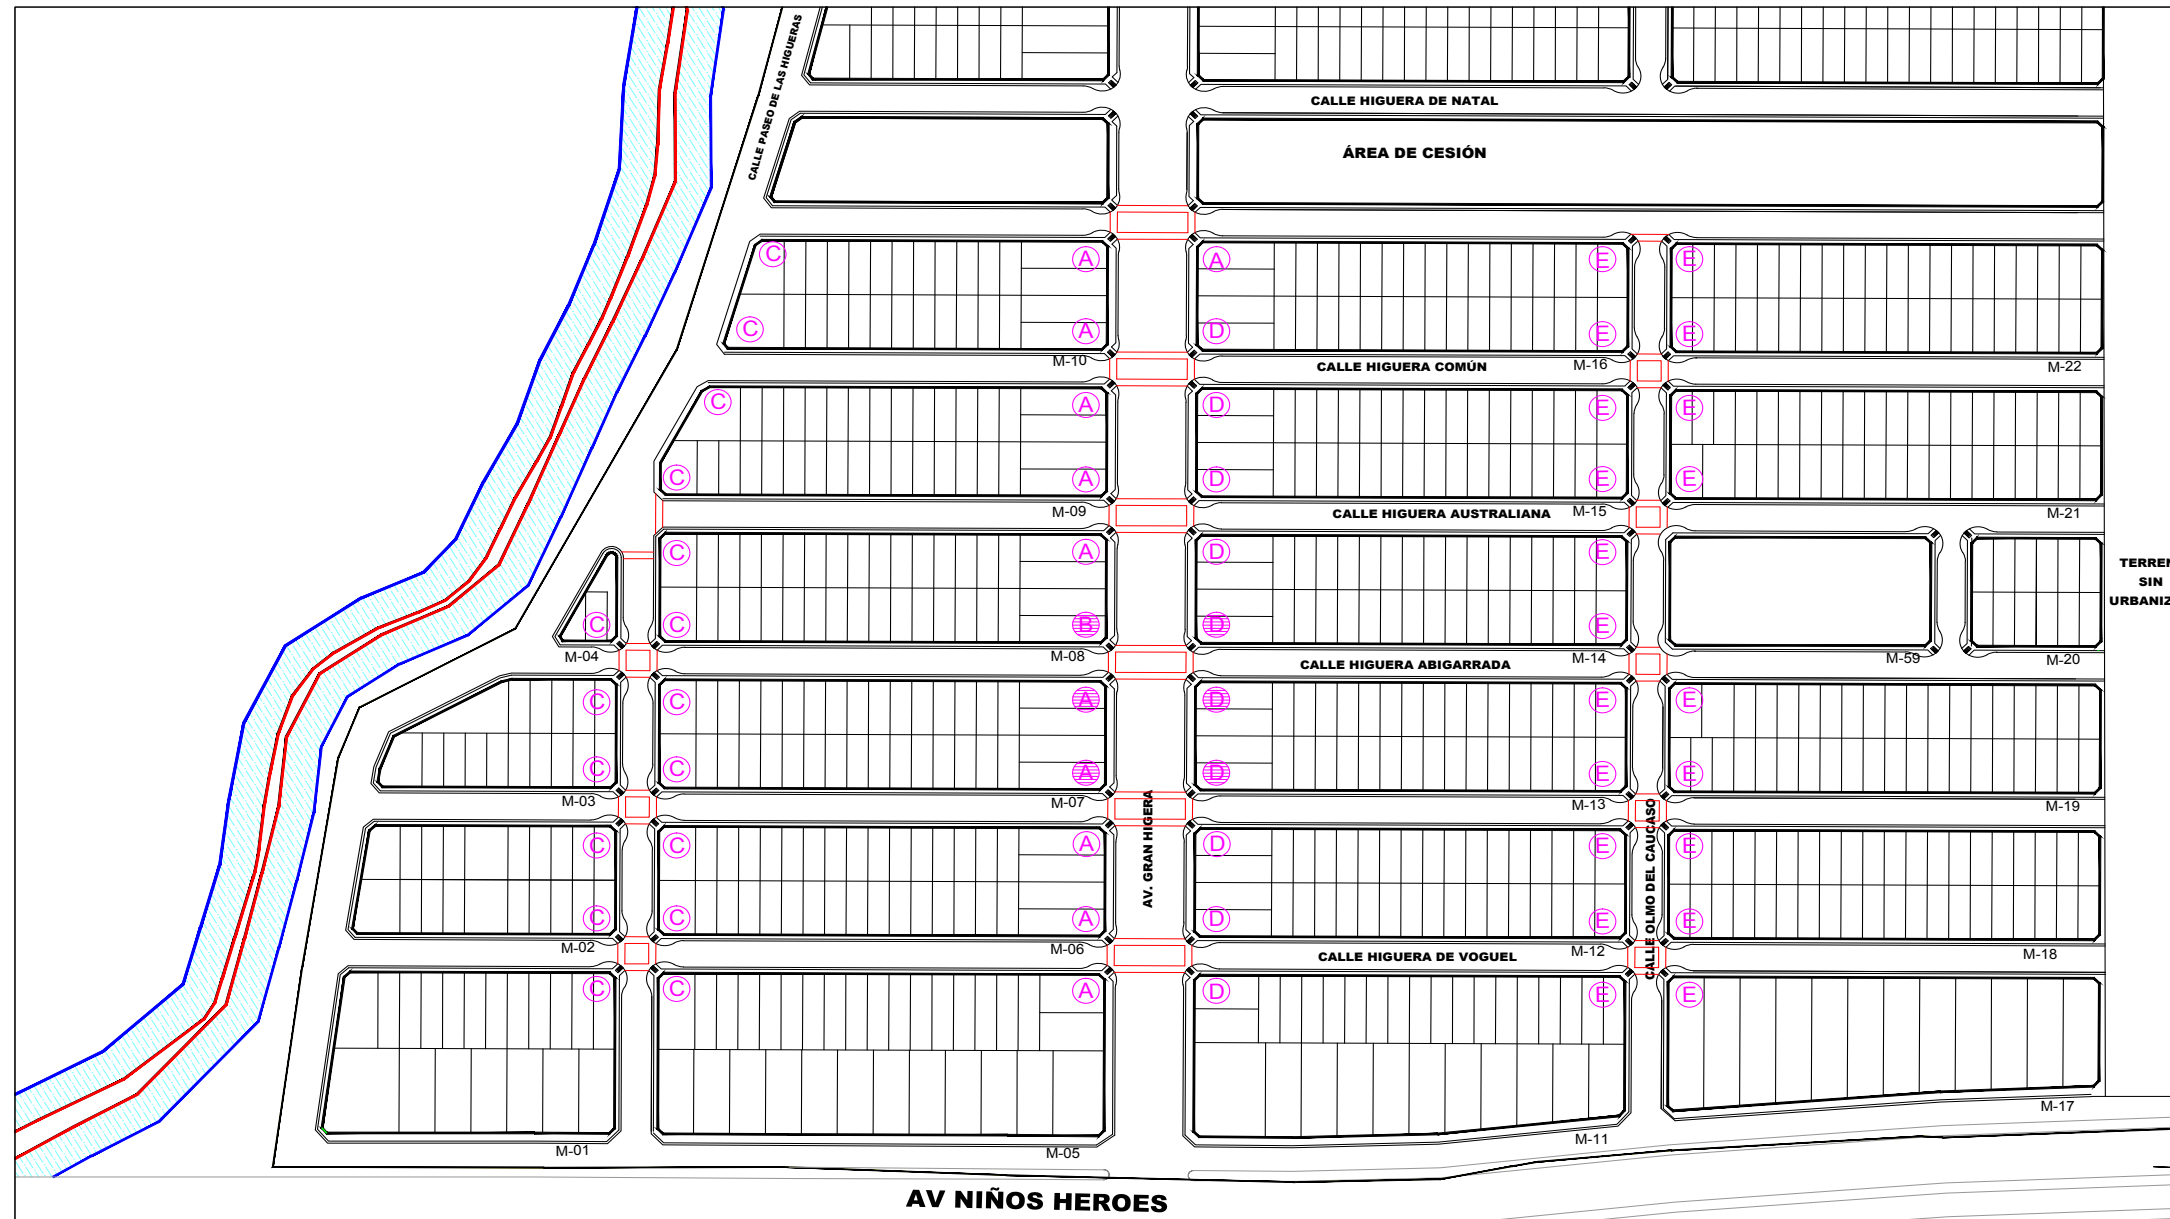 CALLE PASEO DE LAS HIGUERAS
CALLE HIGUERA DE NATAL
ÁREA DE CESIÓN
C A A E E
C A D E E
M-10 CALLE HIGUERA COMÚN M-16 M-22
C A D E E
C A D E E
M-09 CALLE HIGUERA AUSTRALIANA M-15 M-21
C A D E
TERREN
SIN
URBANIZ
C C B D E
M-04 M-08 CALLE HIGUERA ABIGARRADA M-14 M-59 M-20
C C A D E E
C C A D E E
M-03 M-07 M-13 M-19
AV. GRAN HIGERA
CALLE OLMO DEL CAUCASO
C C A D E E
C C A D E E
M-02 M-06 CALLE HIGUERA DE VOGUEL M-12 M-18
C C A D E E
M-01 M-05 M-11 M-17
AV NIÑOS HEROES